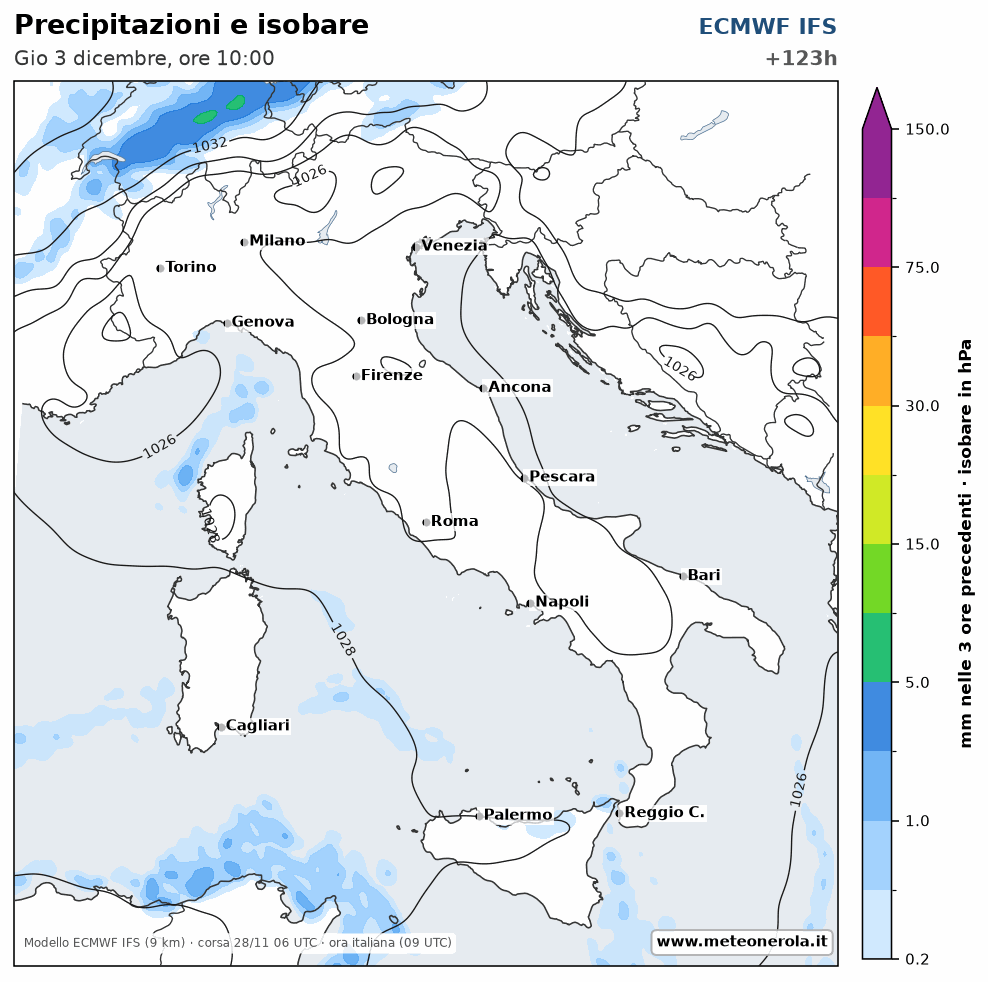 Precipitazioni e isobare
ECMWF IFS
Gio 3 dicembre, ore 10:00
+123h
1032
1026
Milano
Venezia
Torino
Genova
Bologna
1026
Firenze
Ancona
1026
Pescara
1028
Roma
Bari
Napoli
1028
Cagliari
1026
Palermo
Reggio C.
Modello ECMWF IFS (9 km) · corsa 28/11 06 UTC · ora italiana (09 UTC)
www.meteonerola.it
150.0
75.0
30.0
15.0
5.0
1.0
0.2
mm nelle 3 ore precedenti · isobare in hPa